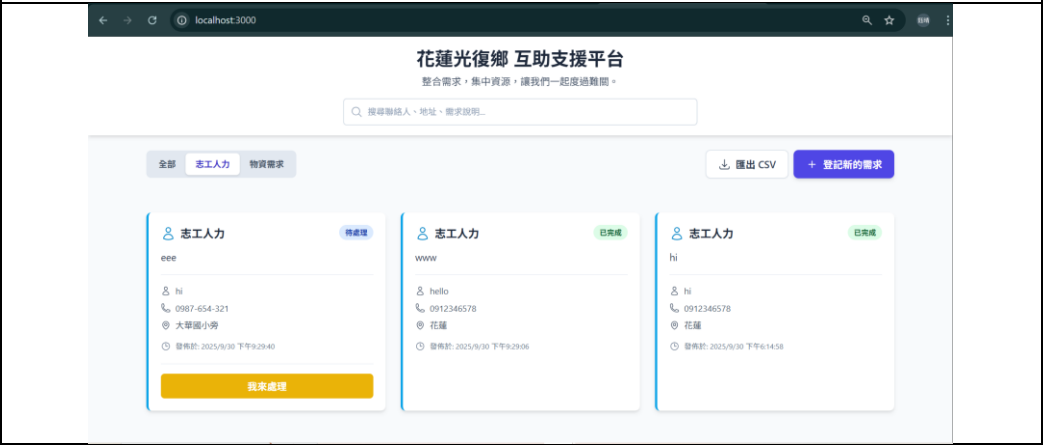 localhost:3000
花蓮光復鄉 互助支援平台
整合需求，集中資源，讓我們一起度過難關。
搜尋聯絡人、地址、需求說明...
全部 志工人力 物資需求
匯出 CSV
+ 登記新的需求
志工人力 待處理
eee
hi
0987-654-321
大華國小旁
發佈於: 2025/9/30 下午9:29:40
我來處理
志工人力 已完成
www
hello
0912346578
花蓮
發佈於: 2025/9/30 下午9:29:06
志工人力 已完成
hi
hi
0912346578
花蓮
發佈於: 2025/9/30 下午6:14:58